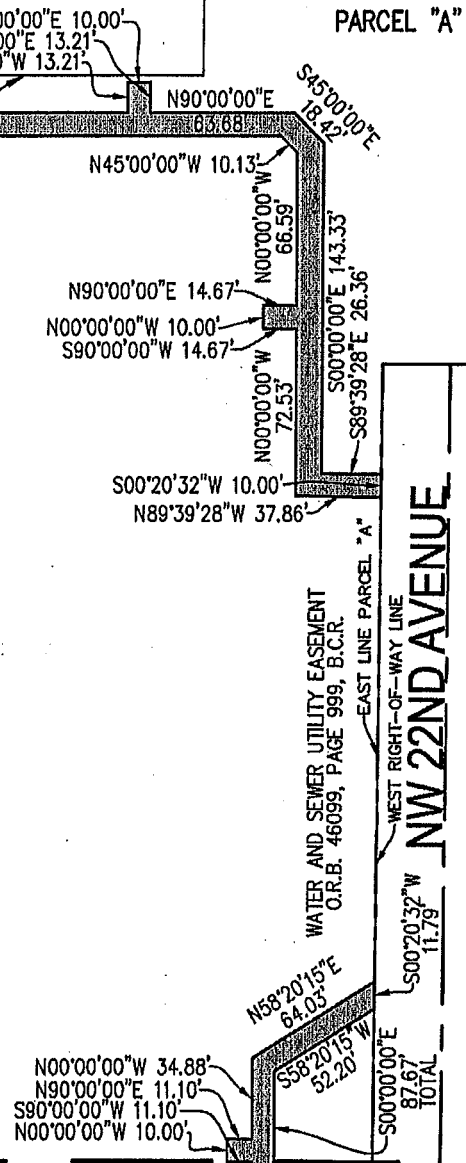 00'00"E 10.00'
00"E 13.21'
"W 13.21'
PARCEL "A"
N90°00'00"E
63.68'
S45°00'00"E
18.42'
N45°00'00"W 10.13'
N00°00'00"W
66.59'
S00°00'00"E 143.33'
S89°39'28"E 26.36'
N90°00'00"E 14.67'
N00°00'00"W 10.00'
S90°00'00"W 14.67'
N00°00'00"W
72.53'
S00°20'32"W 10.00'
N89°39'28"W 37.86'
WATER AND SEWER UTILITY EASEMENT
O.R.B. 46099, PAGE 999, B.C.R.
EAST LINE PARCEL "A"
WEST RIGHT-OF-WAY LINE
NW 22ND AVENUE
S00°20'32"W
11.79'
N58°20'15"E
64.03'
S58°20'15"W
52.20'
S00°00'00"E
87.67'
TOTAL
N00°00'00"W 34.88'
N90°00'00"E 11.10'
S90°00'00"W 11.10'
N00°00'00"W 10.00'